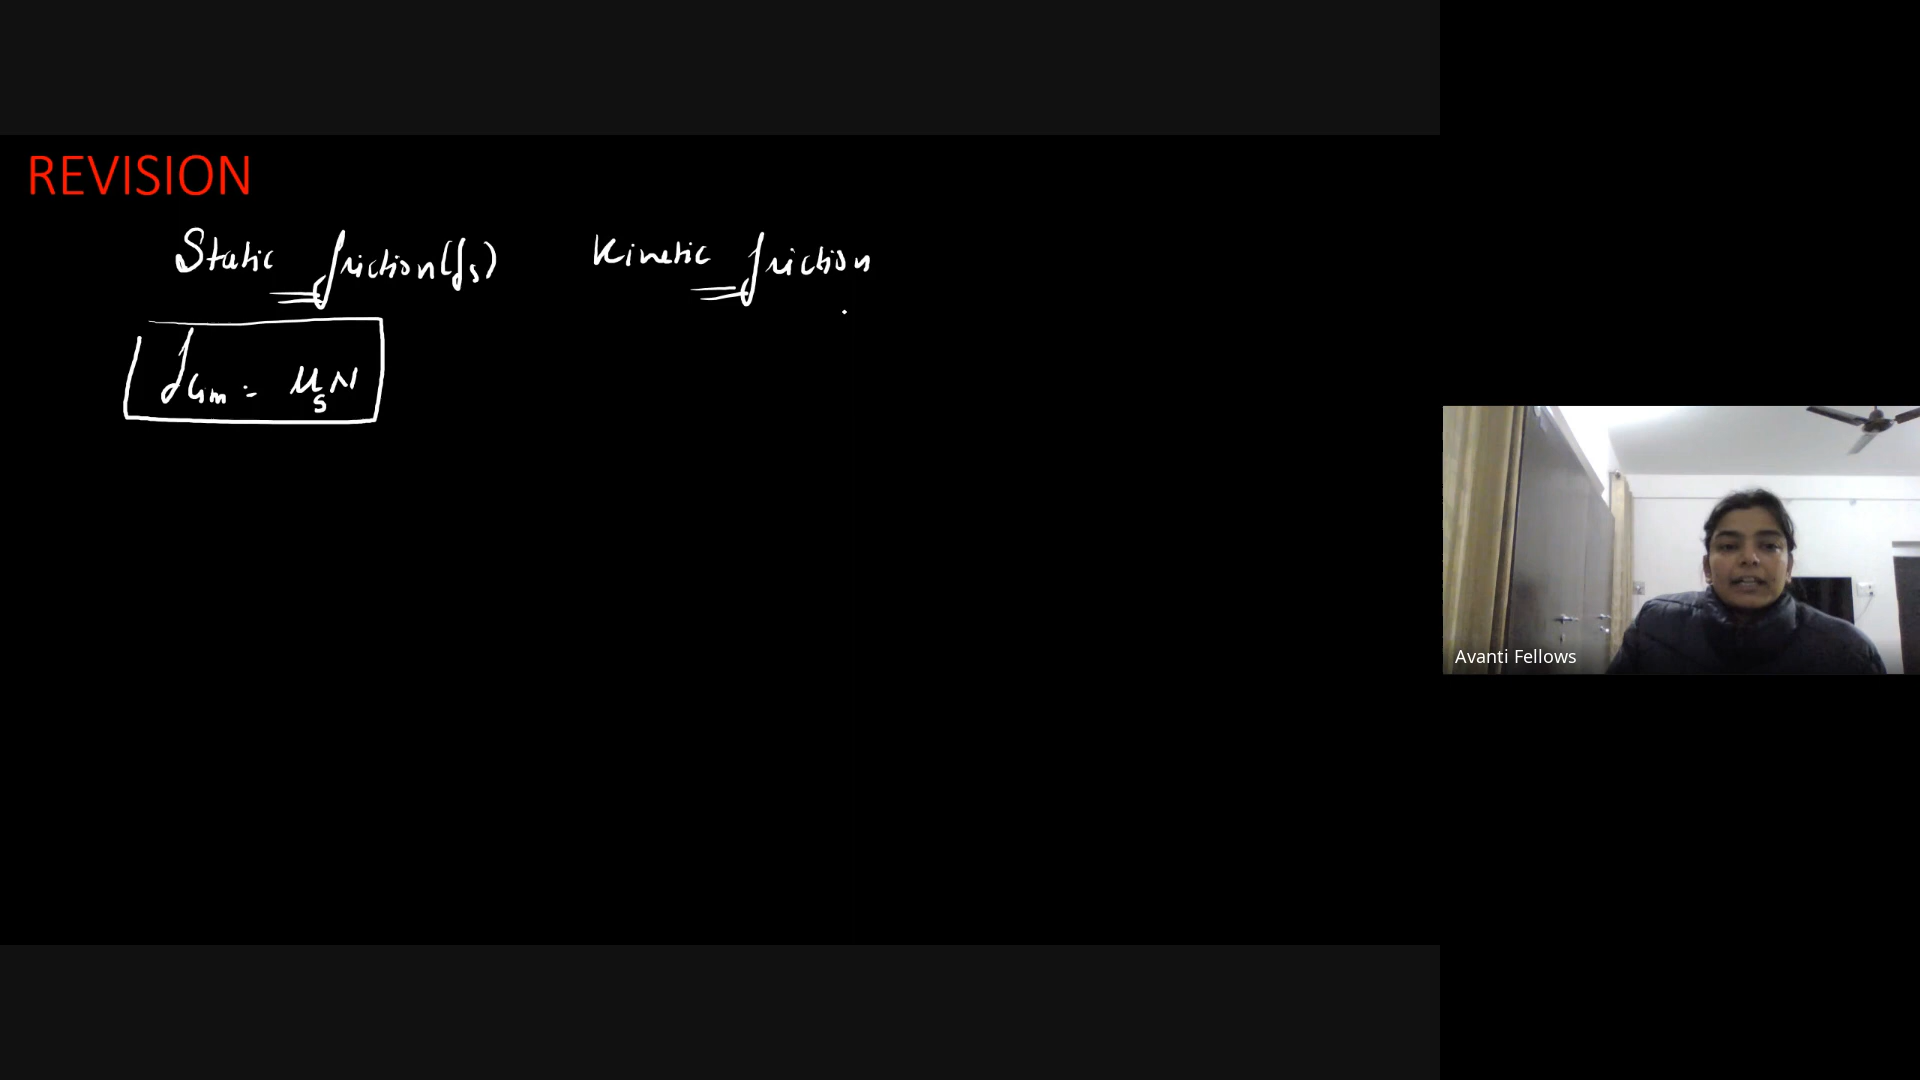 REVISION
Static friction(fs) Kinetic friction
flim = μsN
Avanti Fellows